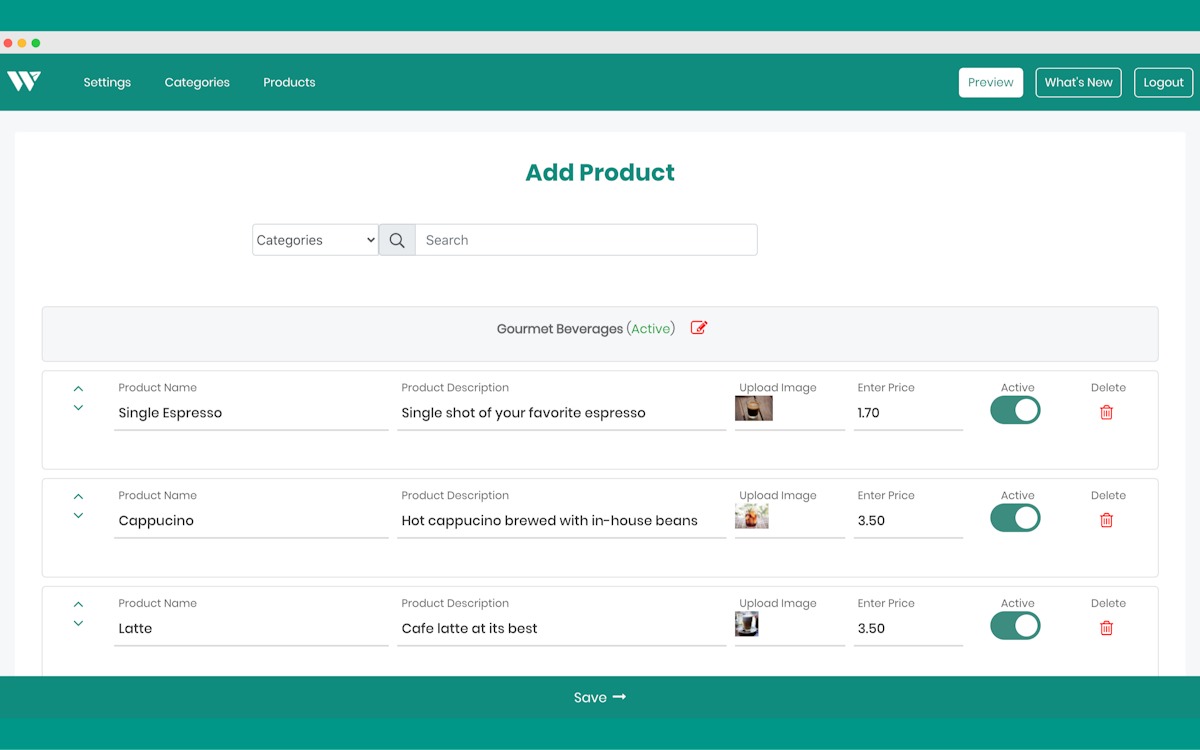 Settings Categories Products Preview What's New Logout
Add Product
Categories Search
Gourmet Beverages (Active)
Product Name Product Description Upload Image Enter Price Active Delete
Single Espresso Single shot of your favorite espresso 1.70
Product Name Product Description Upload Image Enter Price Active Delete
Cappucino Hot cappucino brewed with in-house beans 3.50
Product Name Product Description Upload Image Enter Price Active Delete
Latte Cafe latte at its best 3.50
Save